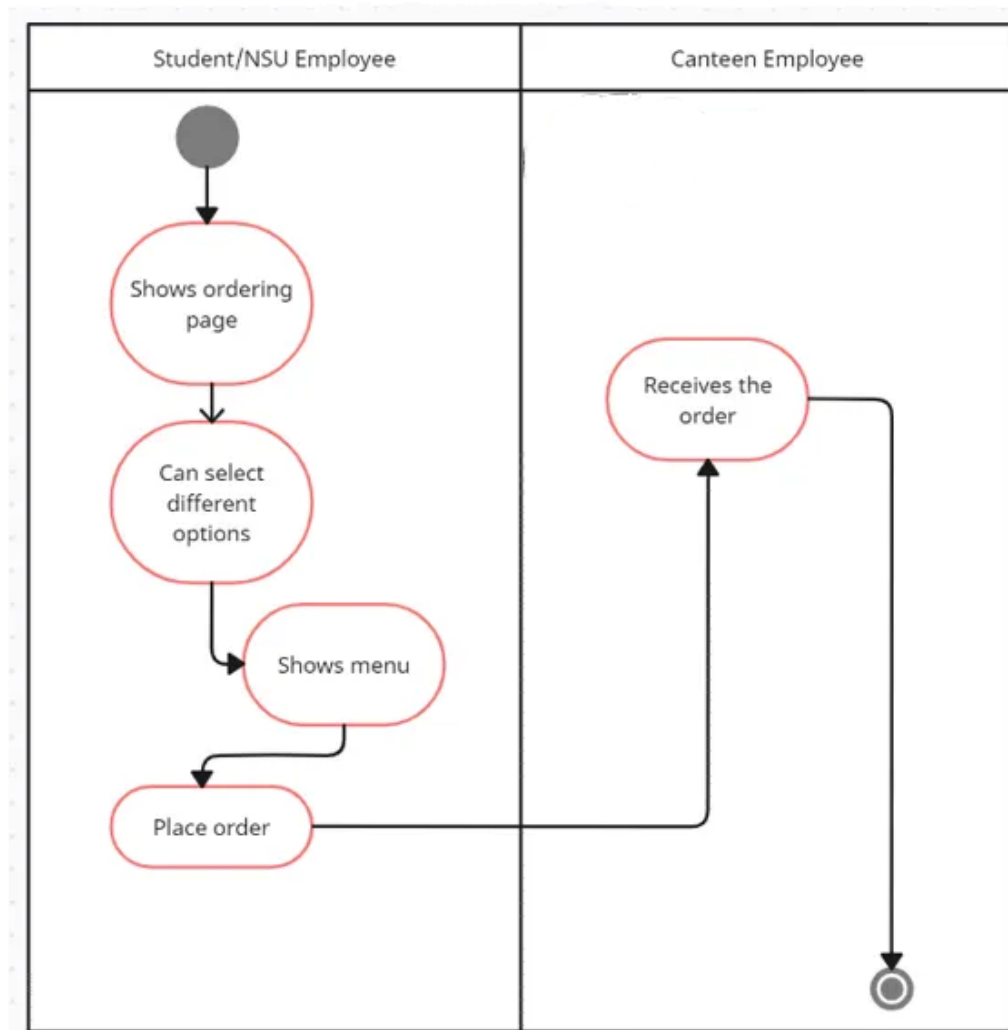 Student/NSU Employee
Canteen Employee
Shows ordering
page
Can select
different
options
Shows menu
Place order
Receives the
order